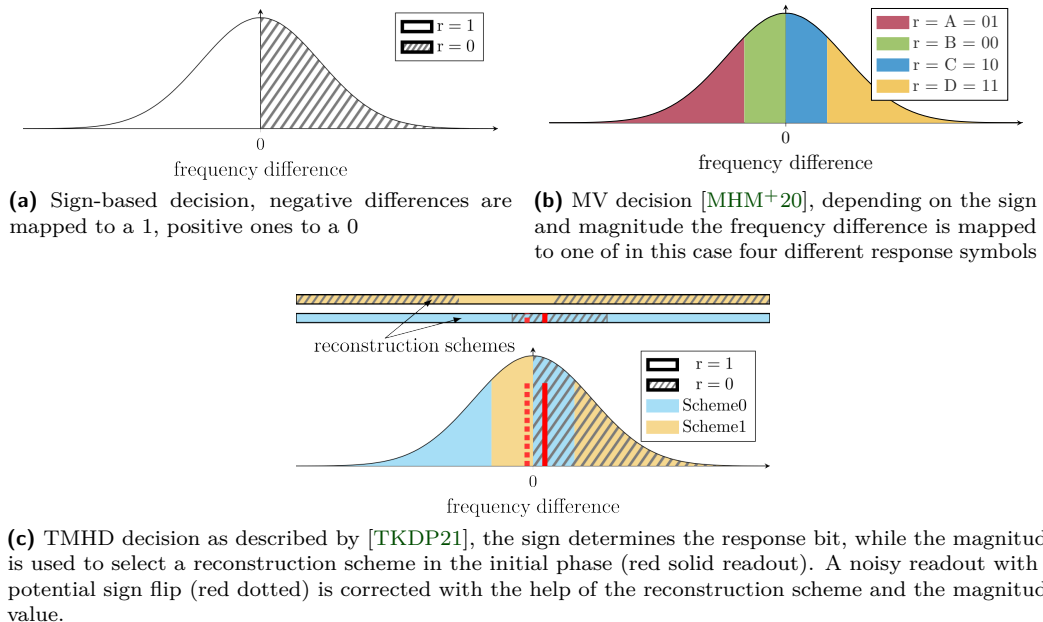 r = 1
r = 0
0
frequency difference
(a) Sign-based decision, negative differences are
mapped to a 1, positive ones to a 0
r = A = 01
r = B = 00
r = C = 10
r = D = 11
0
frequency difference
(b) MV decision [MHM+20], depending on the sign
and magnitude the frequency difference is mapped
to one of in this case four different response symbols
reconstruction schemes
r = 1
r = 0
Scheme0
Scheme1
0
frequency difference
(c) TMHD decision as described by [TKDP21], the sign determines the response bit, while the magnitud
is used to select a reconstruction scheme in the initial phase (red solid readout). A noisy readout with
potential sign flip (red dotted) is corrected with the help of the reconstruction scheme and the magnitud
value.